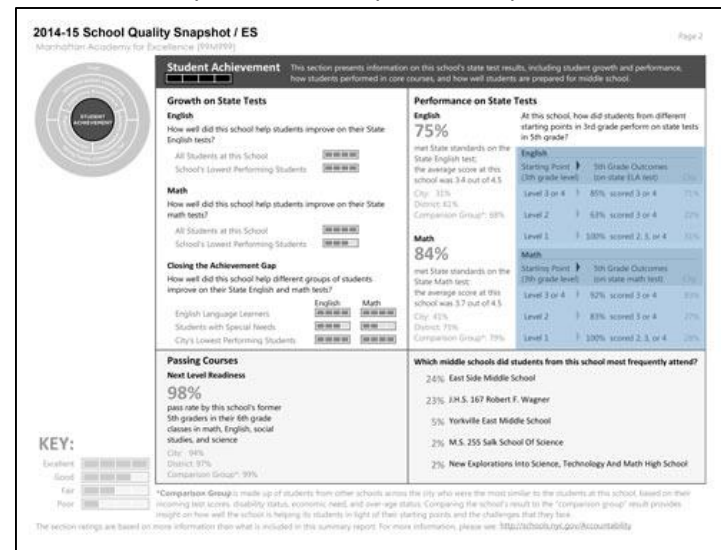 2014-15 School Quality Snapshot / ES
Page 2
Manhattan Academy for Excellence (99M999)
STUDENT
ACHIEVEMENT
Student Achievement This section presents information on this school's state test results, including student growth and performance,
how students performed in core courses, and how well students are prepared for middle school.
Growth on State Tests
English
How well did this school help students improve on their State
English tests?
All Students at this School
School's Lowest Performing Students
Math
How well did this school help students improve on their State
math tests?
All Students at this School
School's Lowest Performing Students
Closing the Achievement Gap
How well did this school help different groups of students
improve on their State English and math tests?
English Math
English Language Learners
Students with Special Needs
City's Lowest Performing Students
Performance on State Tests
English
75%
met State standards on the
State English test;
the average score at this
school was 3.4 out of 4.5
City: 31%
District: 61%
Comparison Group*: 68%
Math
84%
met State standards on the
State Math test;
the average score at this
school was 3.7 out of 4.5
City: 41%
District: 71%
Comparison Group*: 79%
At this school, how did students from different
starting points in 3rd grade perform on state tests
in 5th grade?
English
Starting Point 5th Grade Outcomes
(3th grade level) (on state ELA test) City
Level 3 or 4 85% scored 3 or 4
Level 2 63% scored 3 or 4
Level 1 100% scored 2, 3, or 4
Math
Starting Point 5th Grade Outcomes
(3th grade level) (on state math test) City
Level 3 or 4 92% scored 3 or 4
Level 2 83% scored 3 or 4
Level 1 100% scored 2, 3, or 4
Passing Courses
Next Level Readiness
98%
pass rate by this school's former
5th graders in their 6th grade
classes in math, English, social
studies, and science
City: 94%
District: 97%
Comparison Group*: 99%
Which middle schools did students from this school most frequently attend?
24% East Side Middle School
23% J.H.S. 167 Robert F. Wagner
5% Yorkville East Middle School
2% M.S. 255 Salk School Of Science
2% New Explorations Into Science, Technology And Math High School
KEY:
Excellent
Good
Fair
Poor
*Comparison Group is made up of students from other schools across the city who were the most similar to the students at this school, based on their
incoming test scores, disability status, economic need, and over-age status. Comparing the school's result to the "comparison group" result provides
insight on how well the school is helping its students in light of their starting points and the challenges that they face.
The section ratings are based on more information than what is included in this summary report. For more information, please see: http://schools.nyc.gov/Accountability